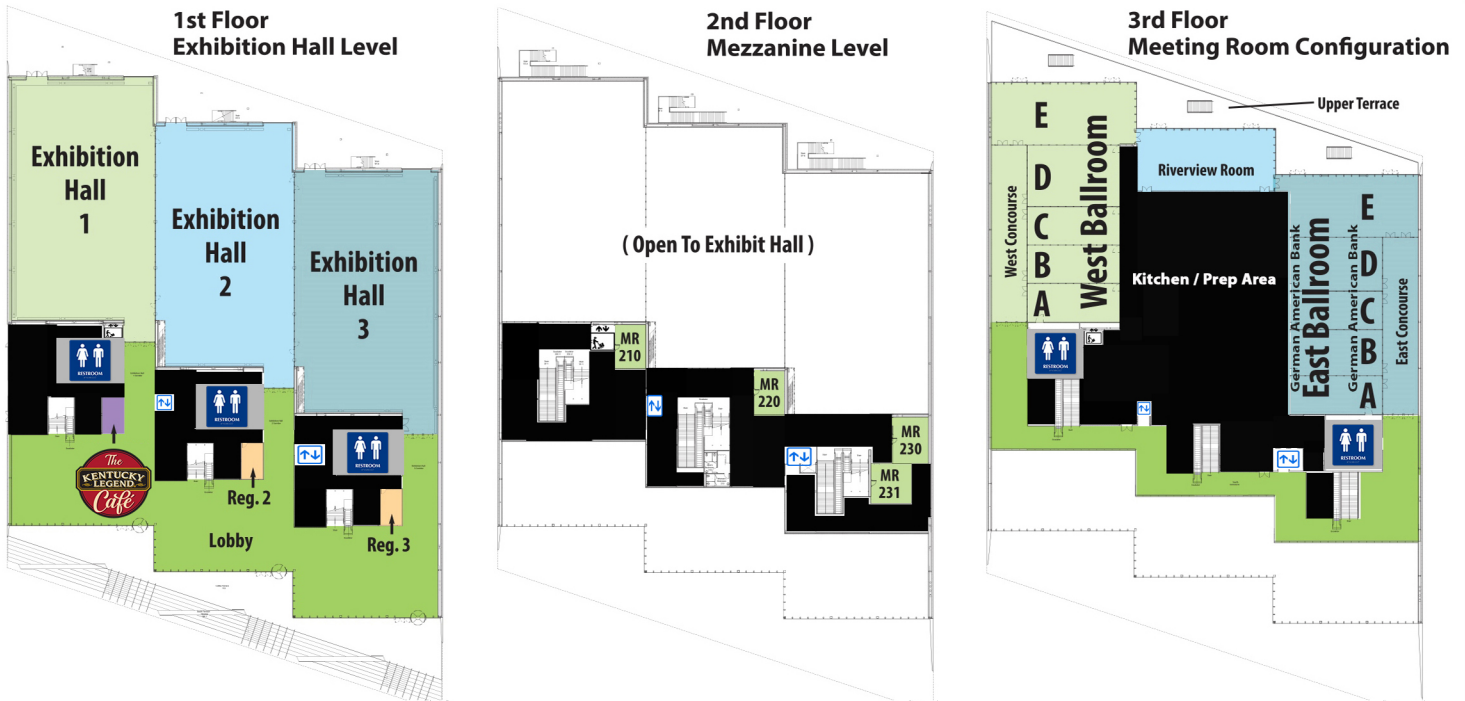 1st Floor
Exhibition Hall Level
Exhibition
Hall
1
Exhibition
Hall
2
Exhibition
Hall
3
RESTROOM
RESTROOM
RESTROOM
The
KENTUCKY
LEGEND
Café
Reg. 2
Reg. 3
Lobby
2nd Floor
Mezzanine Level
( Open To Exhibit Hall )
MR
210
MR
220
MR
230
MR
231
3rd Floor
Meeting Room Configuration
Upper Terrace
E
D
C
B
A
West Ballroom
West Concourse
Riverview Room
Kitchen / Prep Area
German American Bank
East Ballroom
German American Bank
E
D
C
B
A
East Concourse
RESTROOM
RESTROOM